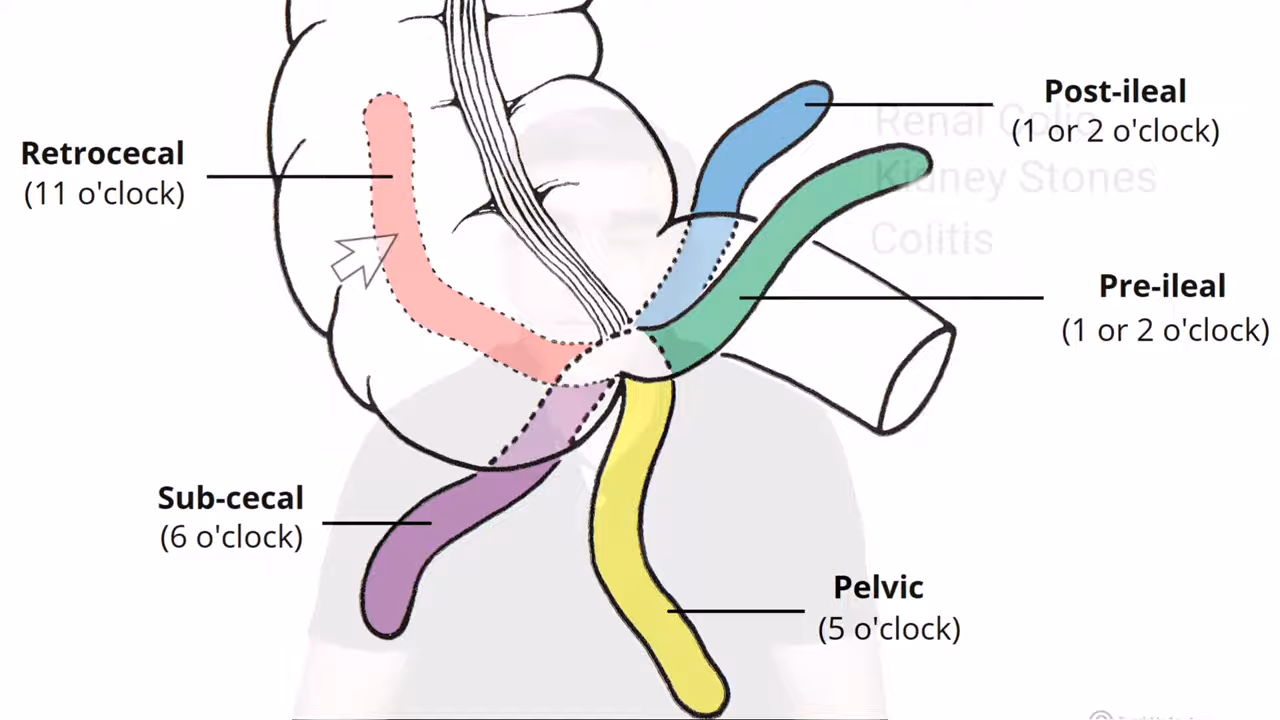 Post-ileal
(1 or 2 o'clock)
Renal Colic
Kidney Stones
Colitis
Retrocecal
(11 o'clock)
Pre-ileal
(1 or 2 o'clock)
Sub-cecal
(6 o'clock)
Pelvic
(5 o'clock)